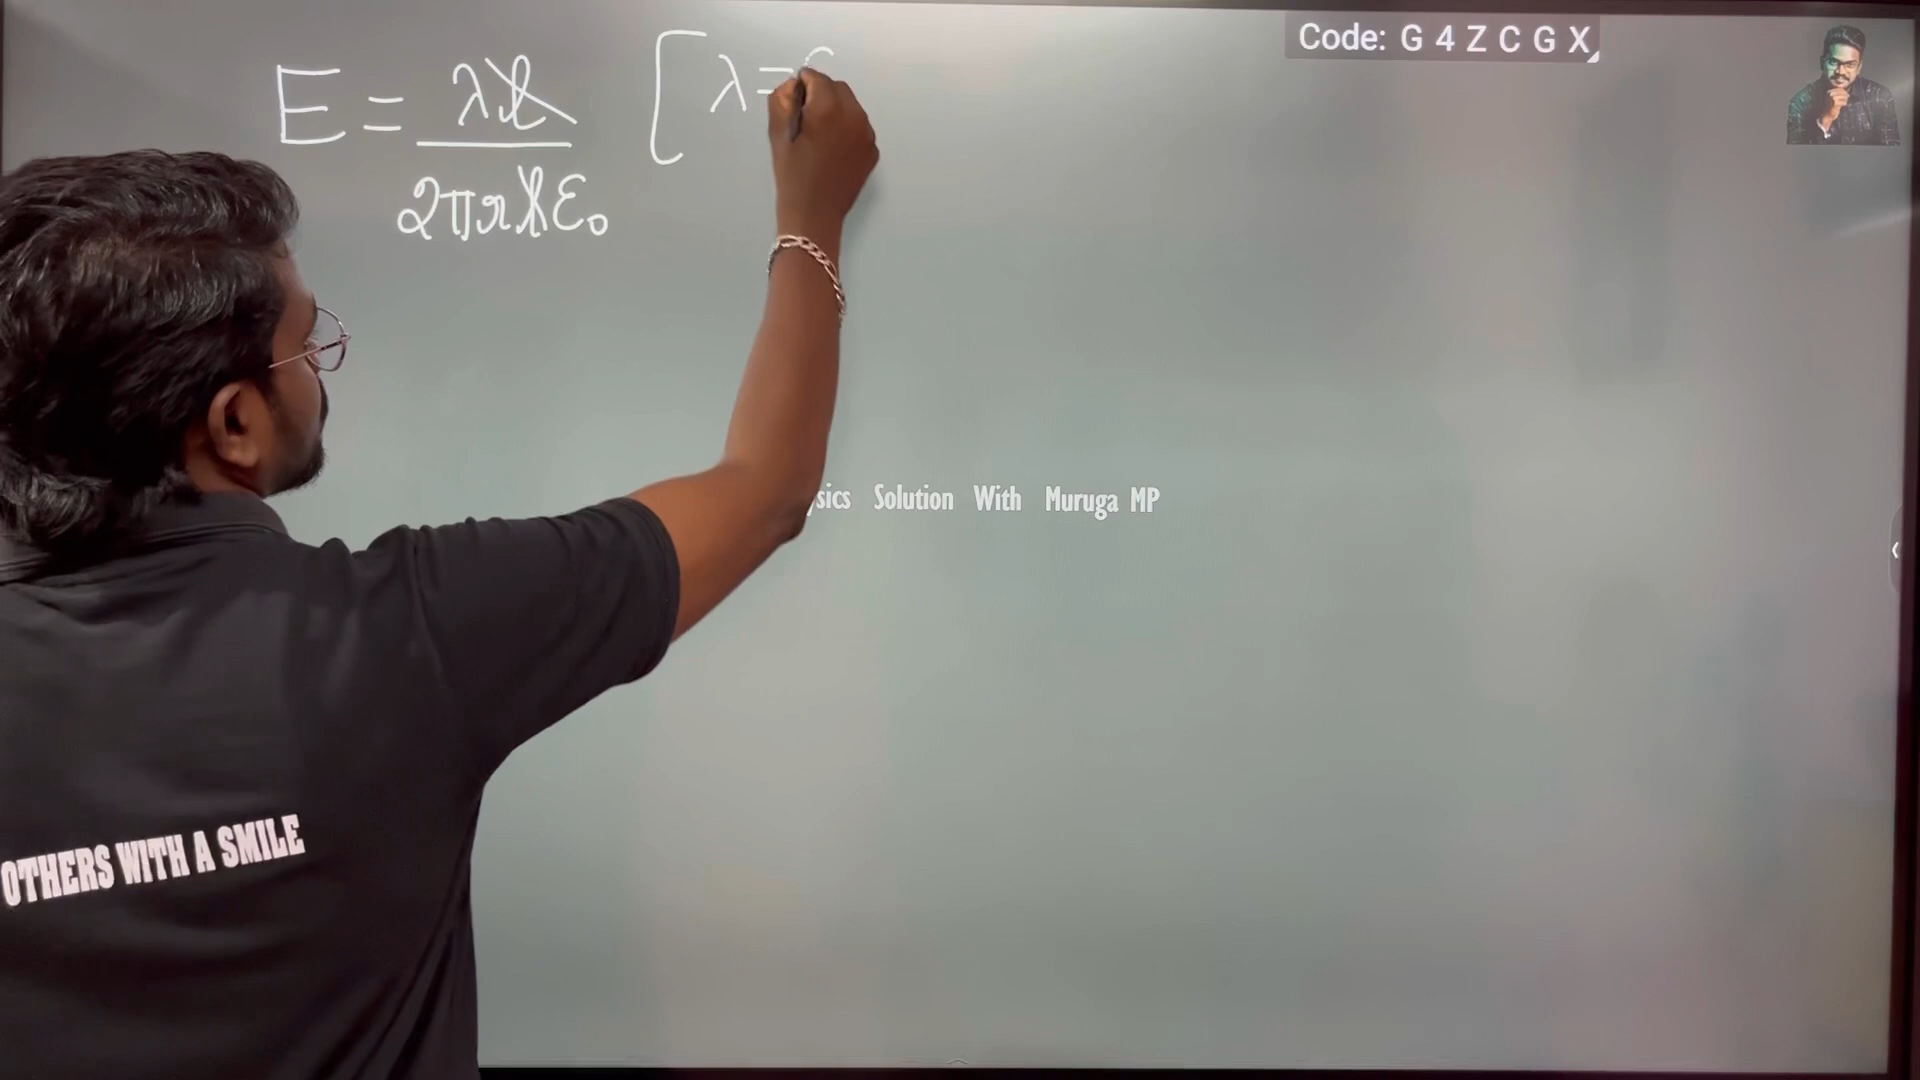 Code: G 4 Z C G X
E = λl / 2πrlε₀ [ λ =
sics Solution With Muruga MP
OTHERS WITH A SMILE